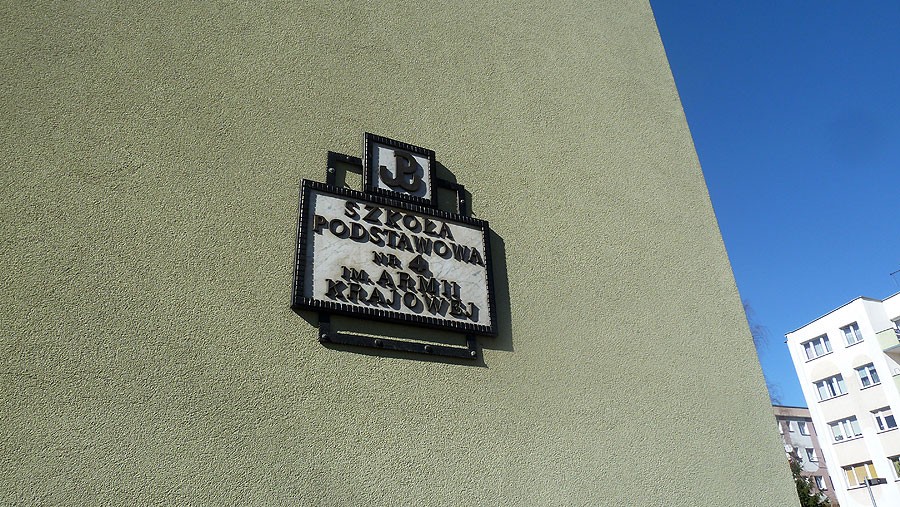 SZKOŁA
PODSTAWOWA
NR 4
IM. ARMII
KRAJOWEJ